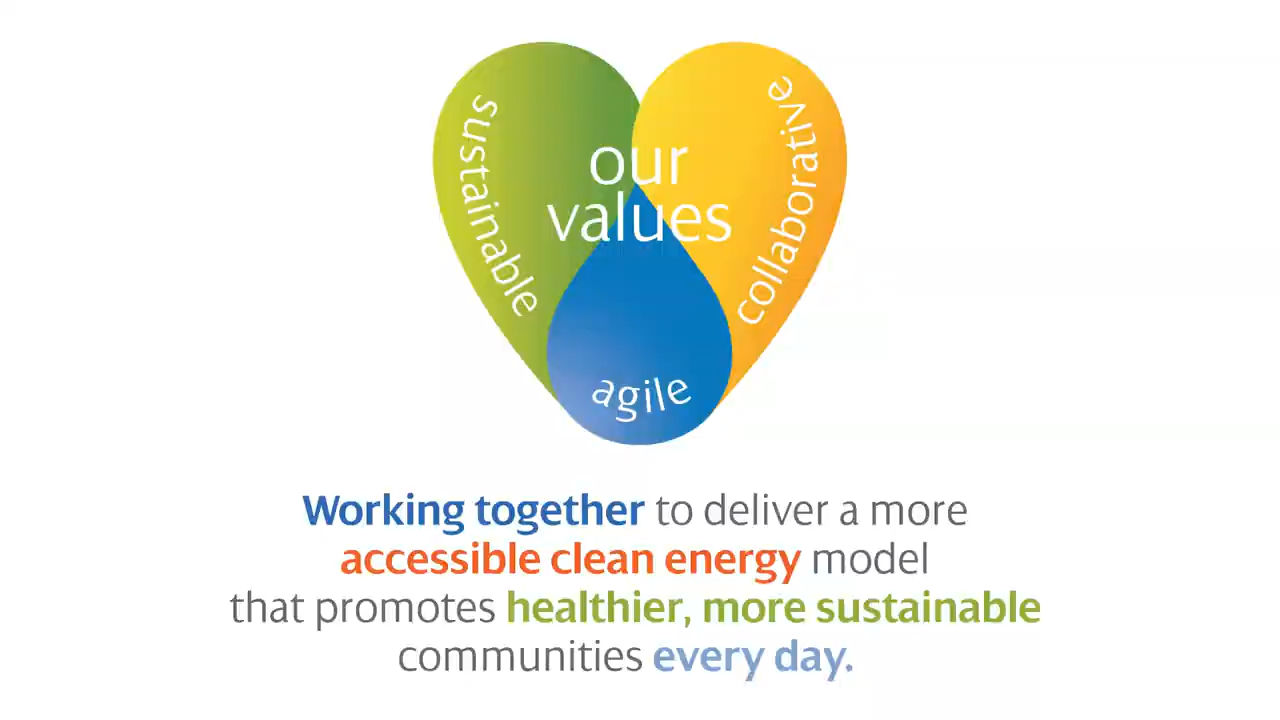 sustainable
our
values
collaborative
agile
Working together to deliver a more
accessible clean energy model
that promotes healthier, more sustainable
communities every day.